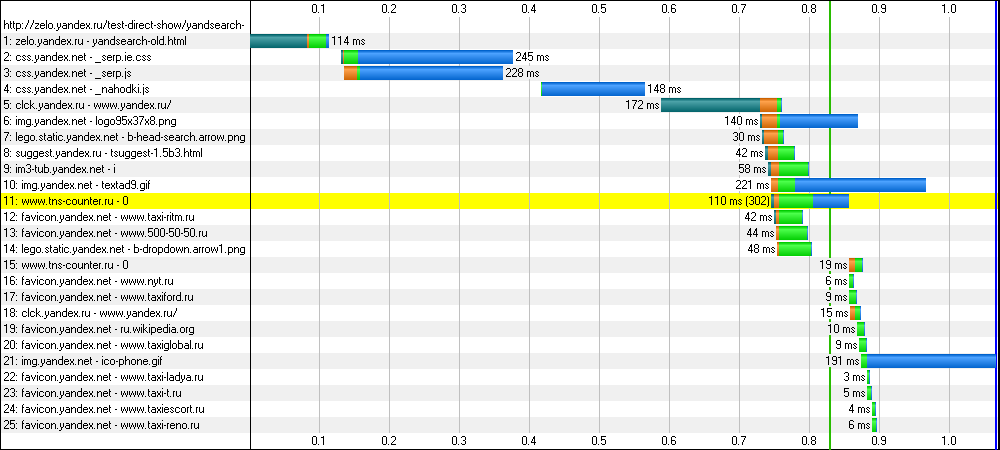 0.1 0.2 0.3 0.4 0.5 0.6 0.7 0.8 0.9 1.0
http://zelo.yandex.ru/test-direct-show/yandsearch-
1: zelo.yandex.ru - yandsearch-old.html 114 ms
2: css.yandex.net - _serp.ie.css 245 ms
3: css.yandex.net - _serp.js 228 ms
4: css.yandex.net - _nahodki.js 148 ms
5: clck.yandex.ru - www.yandex.ru/ 172 ms
6: img.yandex.net - logo95x37x8.png 140 ms
7: lego.static.yandex.net - b-head-search.arrow.png 30 ms
8: suggest.yandex.ru - tsuggest-1.5b3.html 42 ms
9: im3-tub.yandex.net - i 58 ms
10: img.yandex.net - textad9.gif 221 ms
11: www.tns-counter.ru - 0 110 ms (302)
12: favicon.yandex.net - www.taxi-ritm.ru 42 ms
13: favicon.yandex.net - www.500-50-50.ru 44 ms
14: lego.static.yandex.net - b-dropdown.arrow1.png 48 ms
15: www.tns-counter.ru - 0 19 ms
16: favicon.yandex.net - www.nyt.ru 6 ms
17: favicon.yandex.net - www.taxiford.ru 9 ms
18: clck.yandex.ru - www.yandex.ru/ 15 ms
19: favicon.yandex.net - ru.wikipedia.org 10 ms
20: favicon.yandex.net - www.taxiglobal.ru 9 ms
21: img.yandex.net - ico-phone.gif 191 ms
22: favicon.yandex.net - www.taxi-ladya.ru 3 ms
23: favicon.yandex.net - www.taxi-t.ru 5 ms
24: favicon.yandex.net - www.taxiescort.ru 4 ms
25: favicon.yandex.net - www.taxi-reno.ru 6 ms
0.1 0.2 0.3 0.4 0.5 0.6 0.7 0.8 0.9 1.0